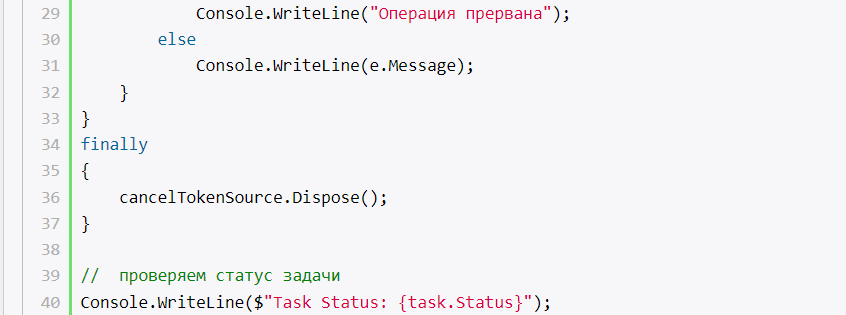 29 Console.WriteLine("Операция прервана");
30 else
31 Console.WriteLine(e.Message);
32 }
33 }
34 finally
35 {
36 cancelTokenSource.Dispose();
37 }
38
39 //  проверяем статус задачи
40 Console.WriteLine($"Task Status: {task.Status}");